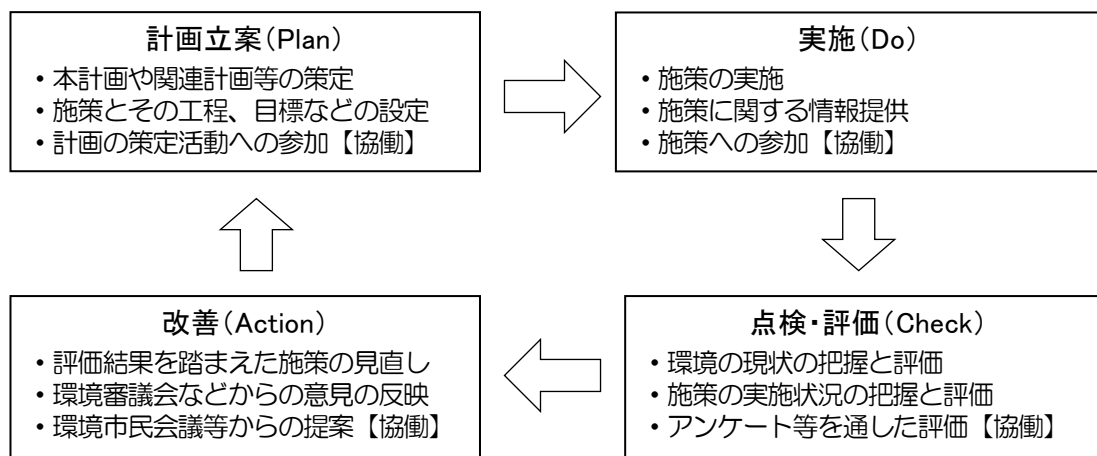 計画立案(Plan)
・本計画や関連計画等の策定
・施策とその工程、目標などの設定
・計画の策定活動への参加【協働】
実施(Do)
・施策の実施
・施策に関する情報提供
・施策への参加【協働】
改善(Action)
・評価結果を踏まえた施策の見直し
・環境審議会などからの意見の反映
・環境市民会議等からの提案【協働】
点検・評価(Check)
・環境の現状の把握と評価
・施策の実施状況の把握と評価
・アンケート等を通した評価【協働】